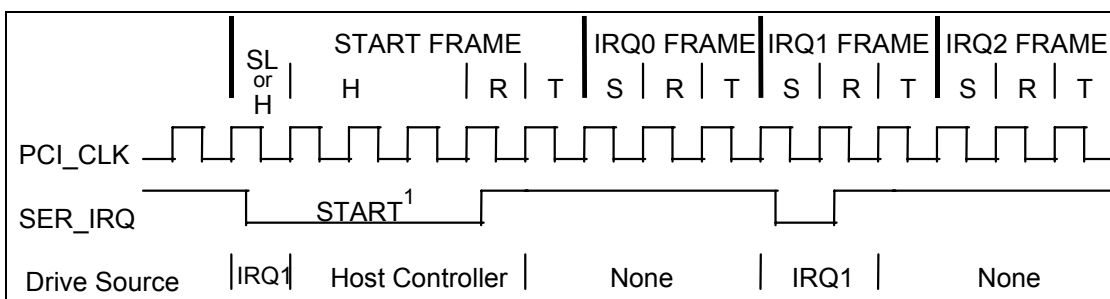 START FRAME IRQ0 FRAME IRQ1 FRAME IRQ2 FRAME
SL
or
H
H R T S R T S R T S R T
PCI_CLK
SER_IRQ START1
Drive Source IRQ1 Host Controller None IRQ1 None